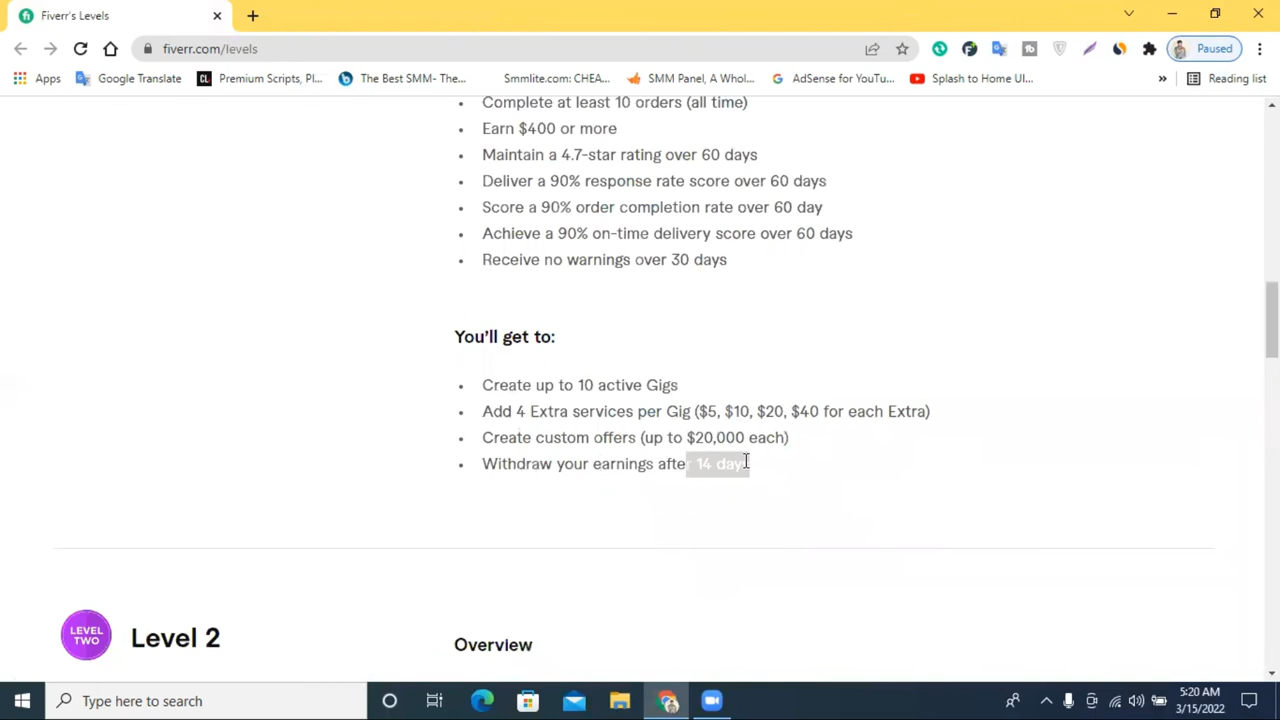 Fiverr's Levels
fiverr.com/levels
Paused
Apps
Google Translate
Premium Scripts, Pl...
The Best SMM- The...
Smmlite.com: CHEA...
SMM Panel, A Whol...
AdSense for YouTu...
Splash to Home UI...
Reading list
• Complete at least 10 orders (all time)
• Earn $400 or more
• Maintain a 4.7-star rating over 60 days
• Deliver a 90% response rate score over 60 days
• Score a 90% order completion rate over 60 day
• Achieve a 90% on-time delivery score over 60 days
• Receive no warnings over 30 days
You'll get to:
• Create up to 10 active Gigs
• Add 4 Extra services per Gig ($5, $10, $20, $40 for each Extra)
• Create custom offers (up to $20,000 each)
• Withdraw your earnings after 14 days
LEVEL
TWO
Level 2
Overview
Type here to search
5:20 AM
3/15/2022